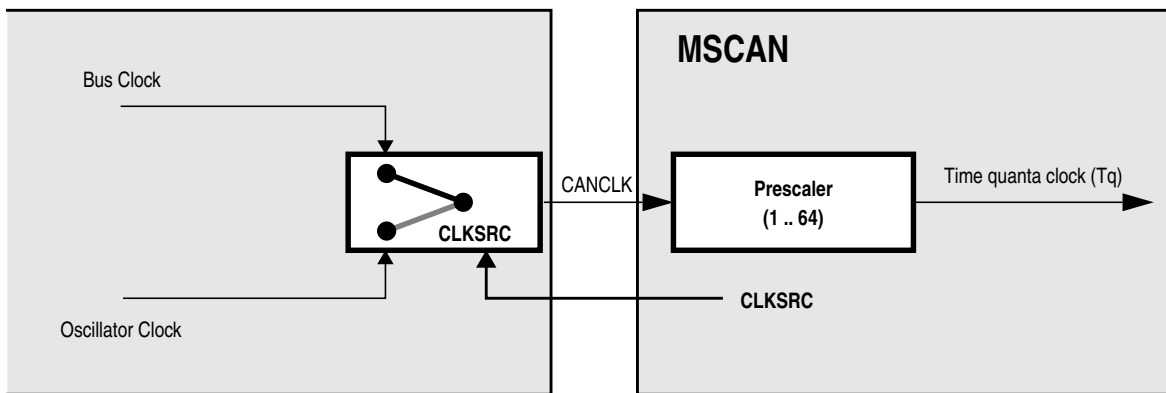 MSCAN
Bus Clock
CANCLK
Prescaler
(1 .. 64)
Time quanta clock (Tq)
CLKSRC
CLKSRC
Oscillator Clock